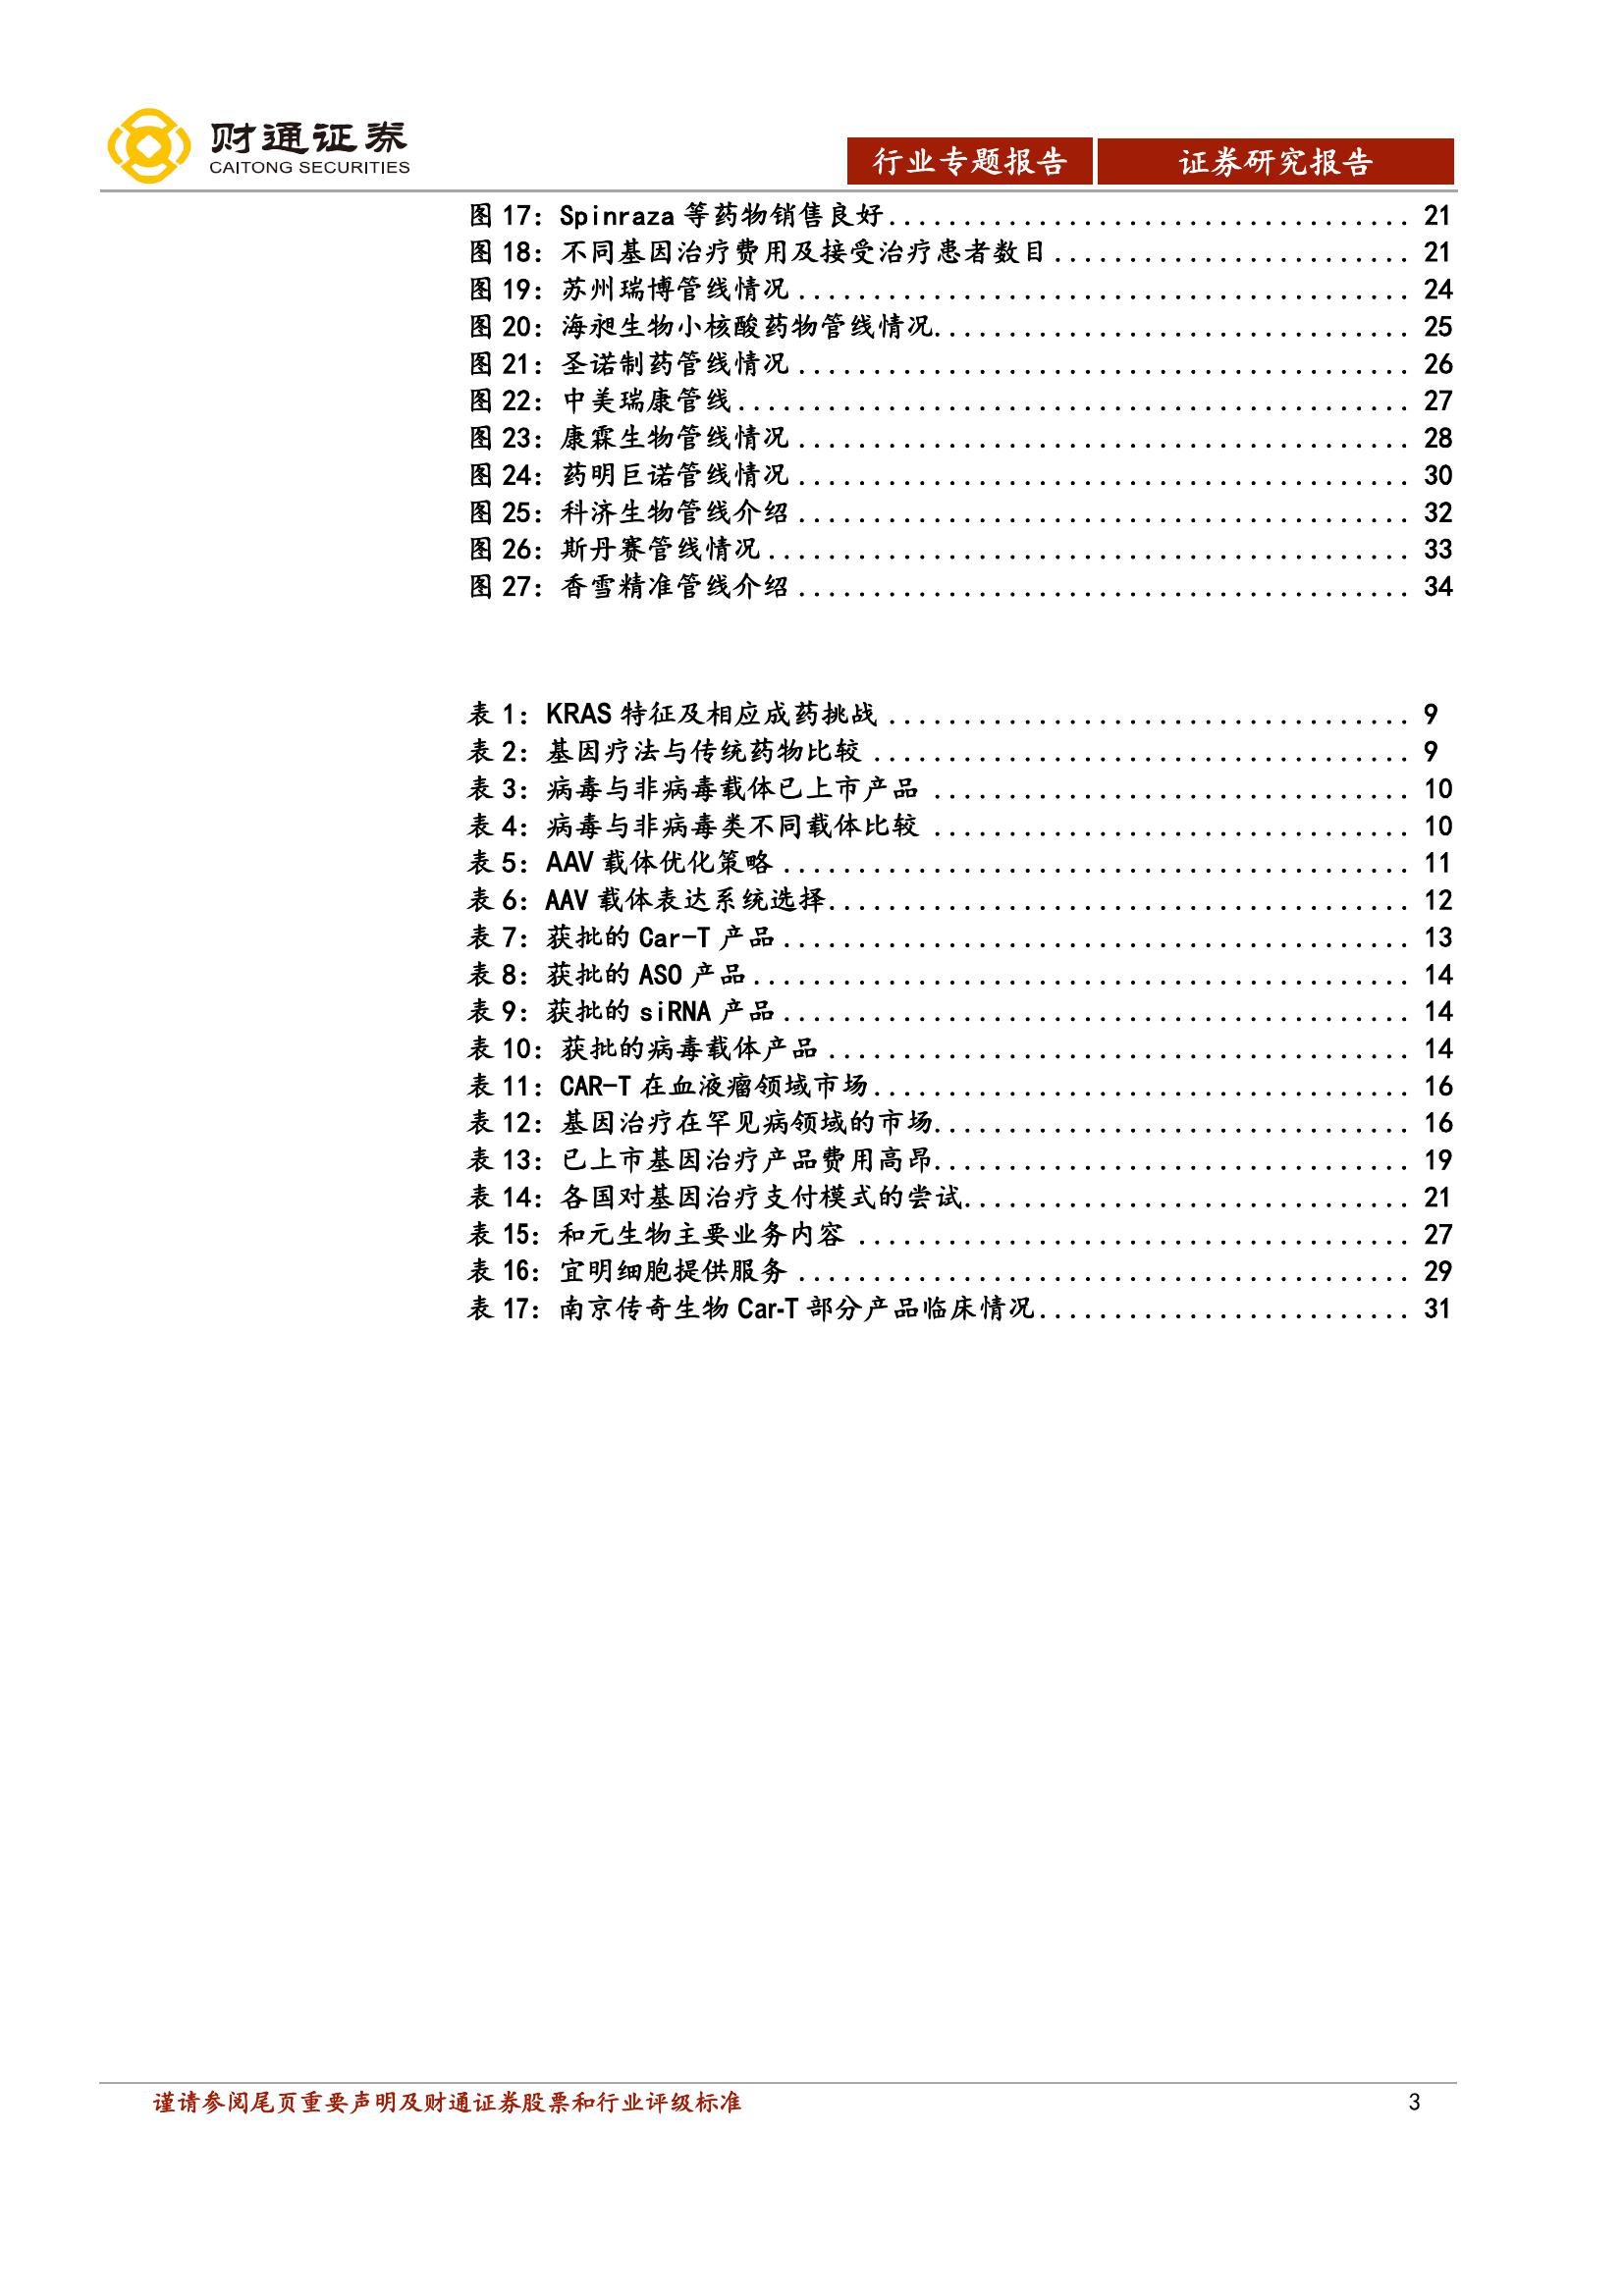 财通证券
CAITONG SECURITIES
行业专题报告 证券研究报告
图 17：Spinraza 等药物销售良好................................... 21
图 18：不同基因治疗费用及接受治疗患者数目........................ 21
图 19：苏州瑞博管线情况......................................... 24
图 20：海昶生物小核酸药物管线情况................................ 25
图 21：圣诺制药管线情况......................................... 26
图 22：中美瑞康管线............................................. 27
图 23：康霖生物管线情况......................................... 28
图 24：药明巨诺管线情况......................................... 30
图 25：科济生物管线介绍......................................... 32
图 26：斯丹赛管线情况........................................... 33
图 27：香雪精准管线介绍......................................... 34
表 1：KRAS 特征及相应成药挑战 ................................... 9
表 2：基因疗法与传统药物比较 .................................... 9
表 3：病毒与非病毒载体已上市产品 ................................ 10
表 4：病毒与非病毒类不同载体比较 ................................ 10
表 5：AAV 载体优化策略 .......................................... 11
表 6：AAV 载体表达系统选择....................................... 12
表 7：获批的 Car-T 产品.......................................... 13
表 8：获批的 ASO 产品............................................ 14
表 9：获批的 siRNA 产品.......................................... 14
表 10：获批的病毒载体产品 ....................................... 14
表 11：CAR-T 在血液瘤领域市场.................................... 16
表 12：基因治疗在罕见病领域的市场................................ 16
表 13：已上市基因治疗产品费用高昂................................ 19
表 14：各国对基因治疗支付模式的尝试.............................. 21
表 15：和元生物主要业务内容 ..................................... 27
表 16：宜明细胞提供服务 ......................................... 29
表 17：南京传奇生物 Car-T 部分产品临床情况......................... 31
谨请参阅尾页重要声明及财通证券股票和行业评级标准 3